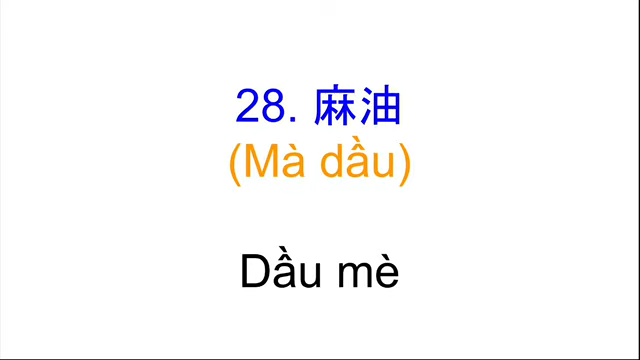 28. 麻油
(Mà dầu)
Dầu mè